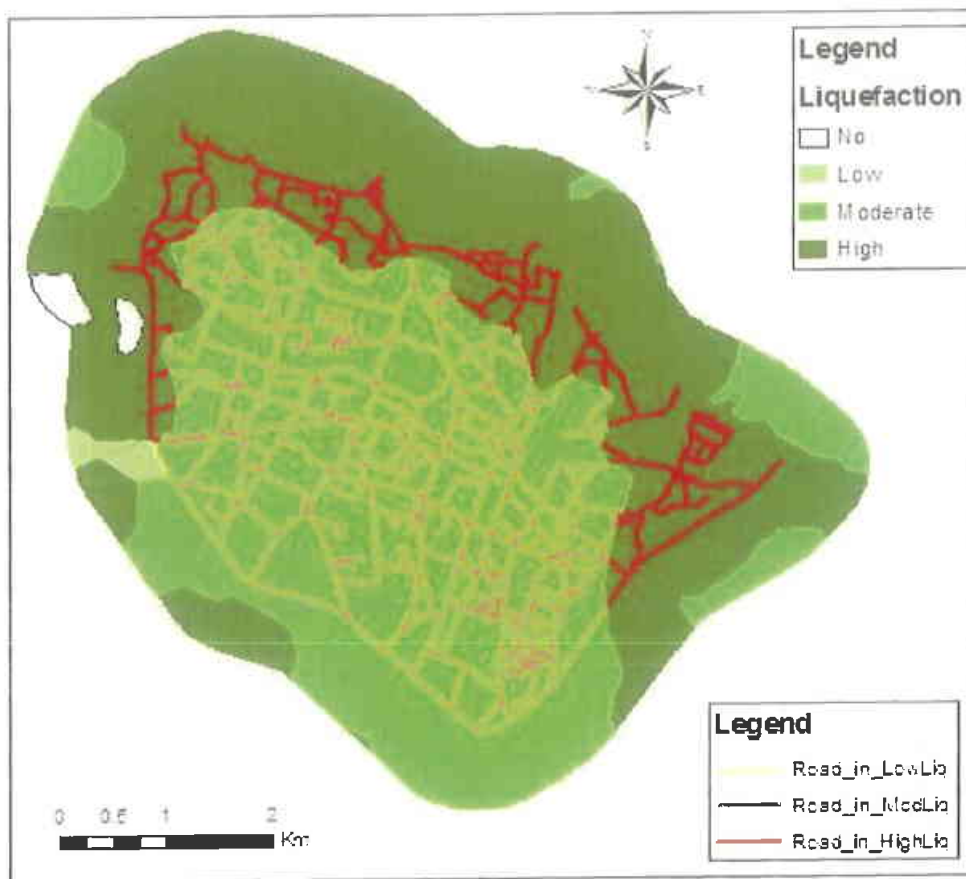 N
E
S
Legend
Liquefaction
No
Low
Moderate
High
Legend
Road_in_LowLiq
Road_in_ModLiq
Road_in_HighLiq
0 0.5 1 2
Km